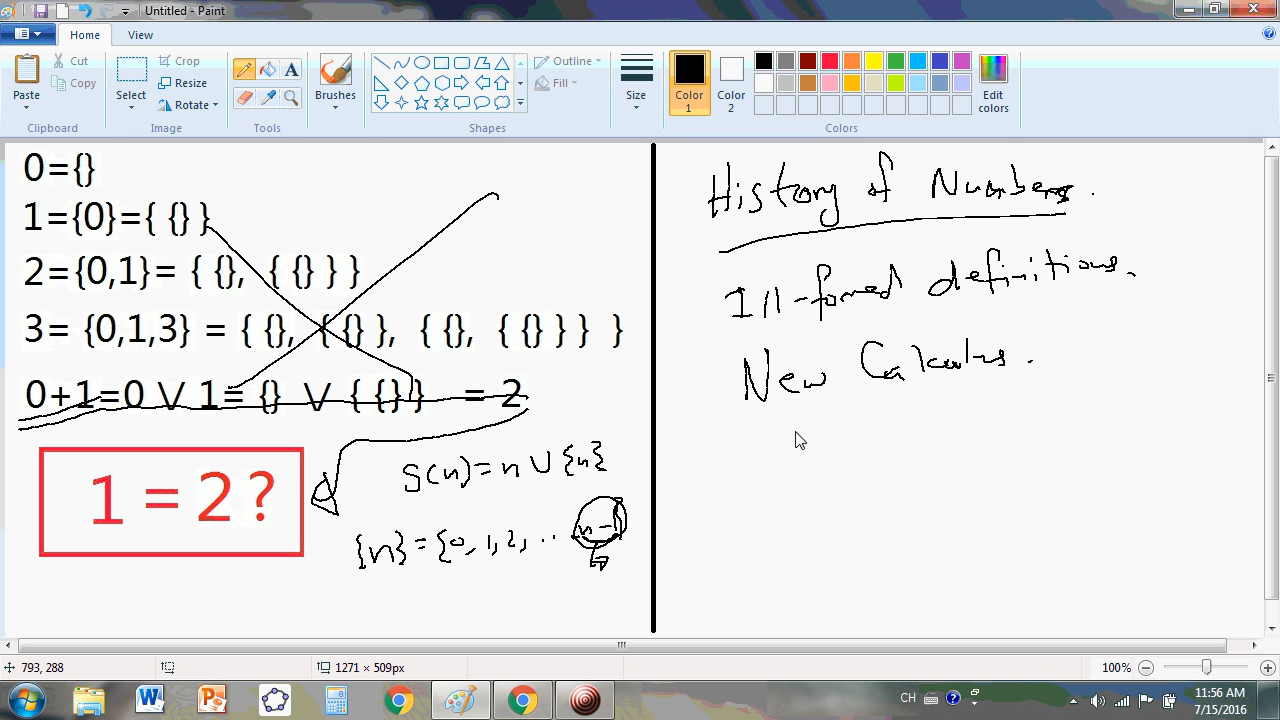 Untitled - Paint
Home View
Paste Cut Copy Clipboard
Select Crop Resize Rotate Image
Tools
Brushes
Outline Fill Shapes
Size
Color 1 Color 2 Edit colors Colors
0={}
1={0}={ {} }
2={0,1}= { {}, { {} } }
3= {0,1,3} = { {}, { {} }, { {}, { {} } } }
0+1=0 ∨ 1= {} ∨ { {} } = 2
1 = 2 ?
S(n) = n ∪ {n}
{n} = {0, 1, 2, ... n-1
History of Numbers.
Ill-formed definitions.
New Calculus.
793, 288 1271 × 509px 100%
CH 11:56 AM
7/15/2016